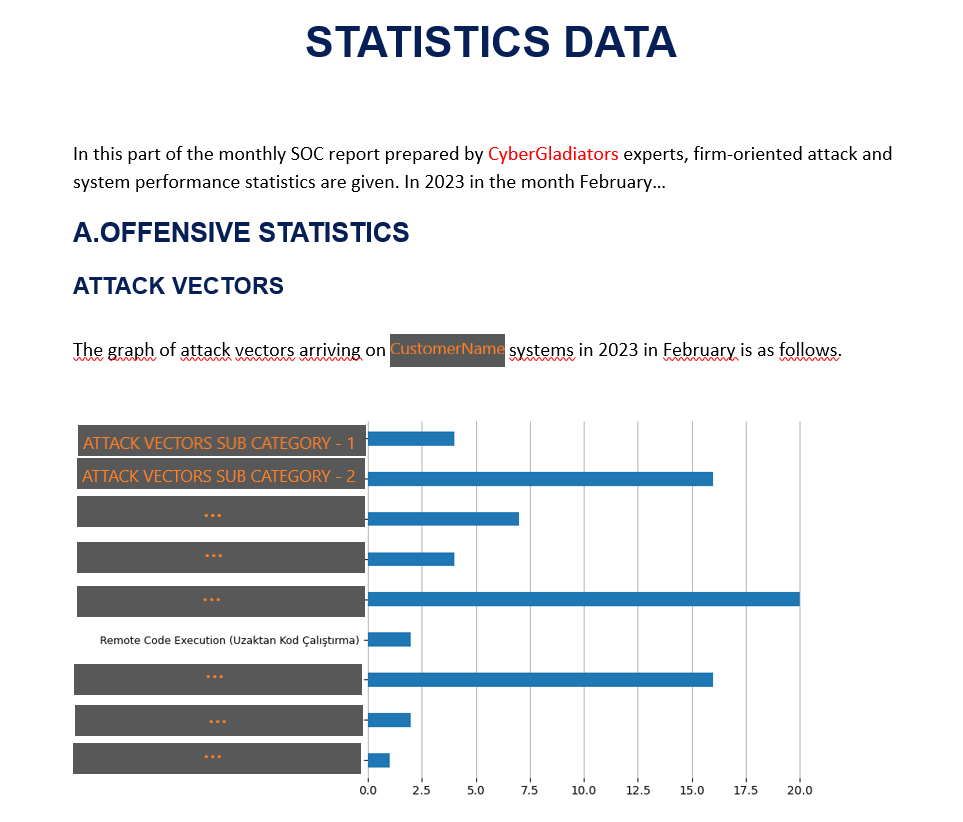 STATISTICS DATA
In this part of the monthly SOC report prepared by CyberGladiators experts, firm-oriented attack and
system performance statistics are given. In 2023 in the month February...
A.OFFENSIVE STATISTICS
ATTACK VECTORS
The graph of attack vectors arriving on CustomerName systems in 2023 in February is as follows.
ATTACK VECTORS SUB CATEGORY - 1
ATTACK VECTORS SUB CATEGORY - 2
...
...
...
Remote Code Execution (Uzaktan Kod Çalıştırma)
...
...
...
0.0 2.5 5.0 7.5 10.0 12.5 15.0 17.5 20.0